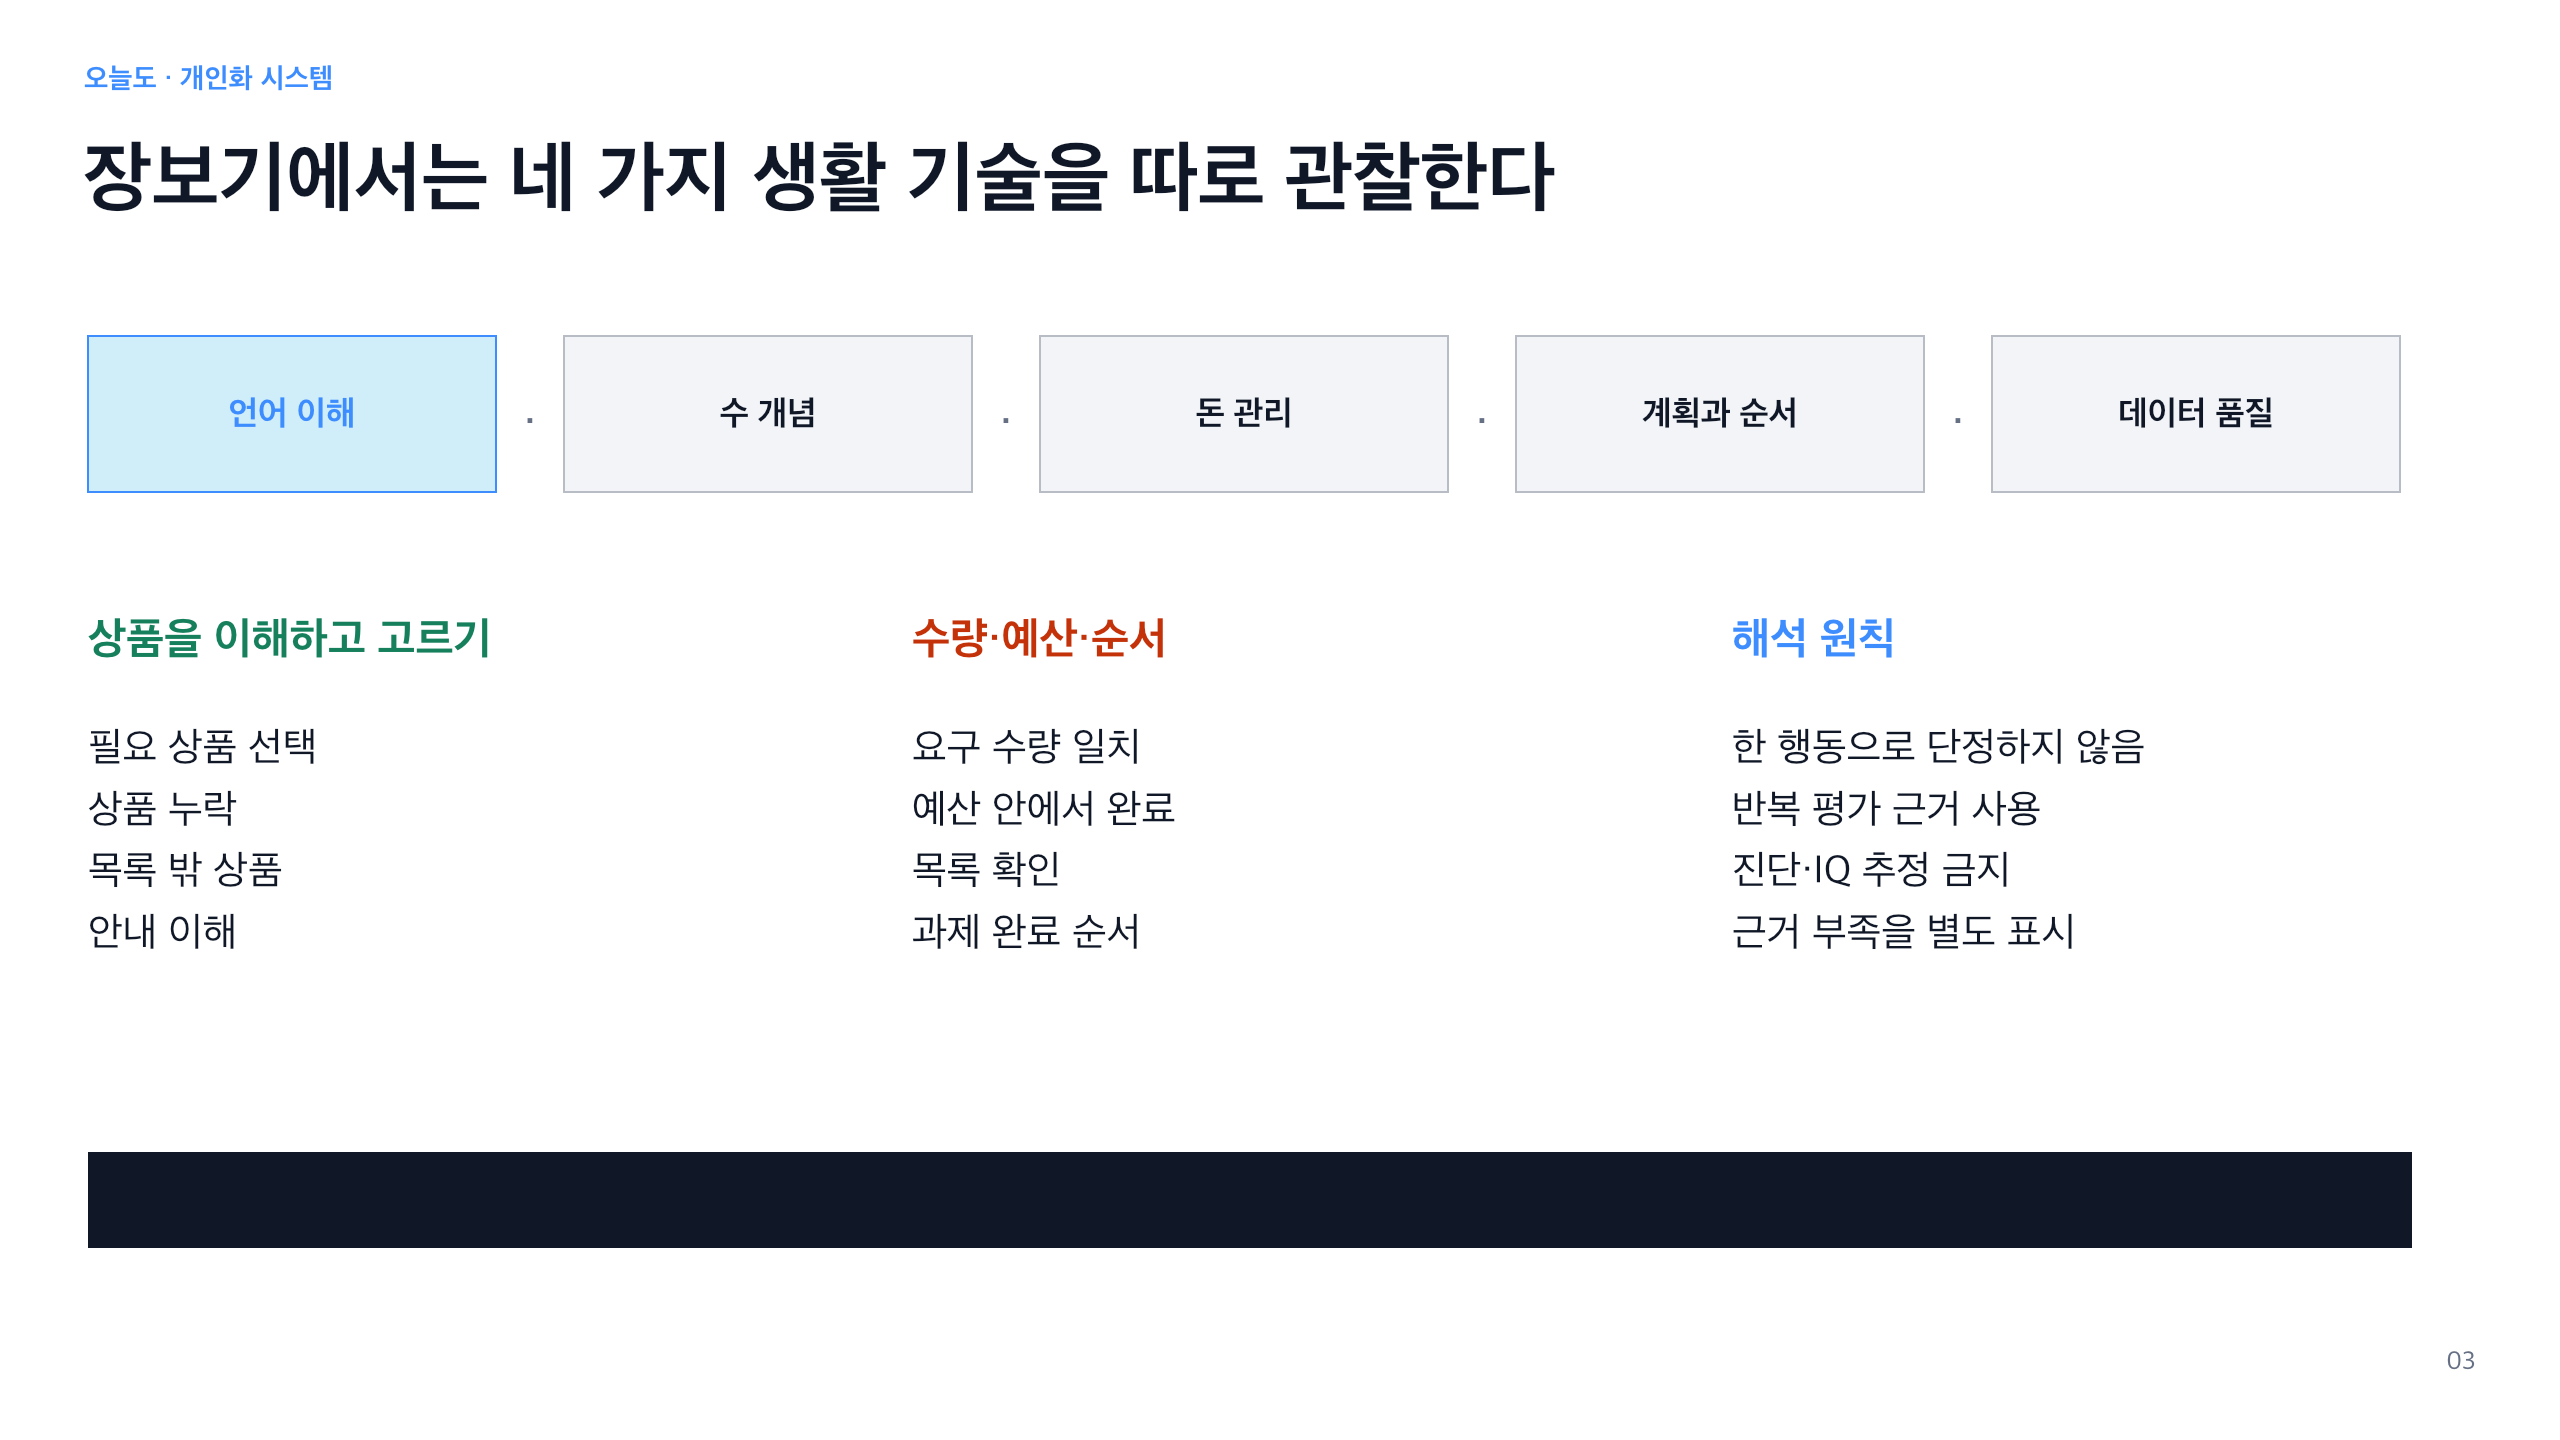 오늘도 · 개인화 시스템
장보기에서는 네 가지 생활 기술을 따로 관찰한다
언어 이해 · 수 개념 · 돈 관리 · 계획과 순서 · 데이터 품질
상품을 이해하고 고르기
필요 상품 선택
상품 누락
목록 밖 상품
안내 이해
수량·예산·순서
요구 수량 일치
예산 안에서 완료
목록 확인
과제 완료 순서
해석 원칙
한 행동으로 단정하지 않음
반복 평가 근거 사용
진단·IQ 추정 금지
근거 부족을 별도 표시
03